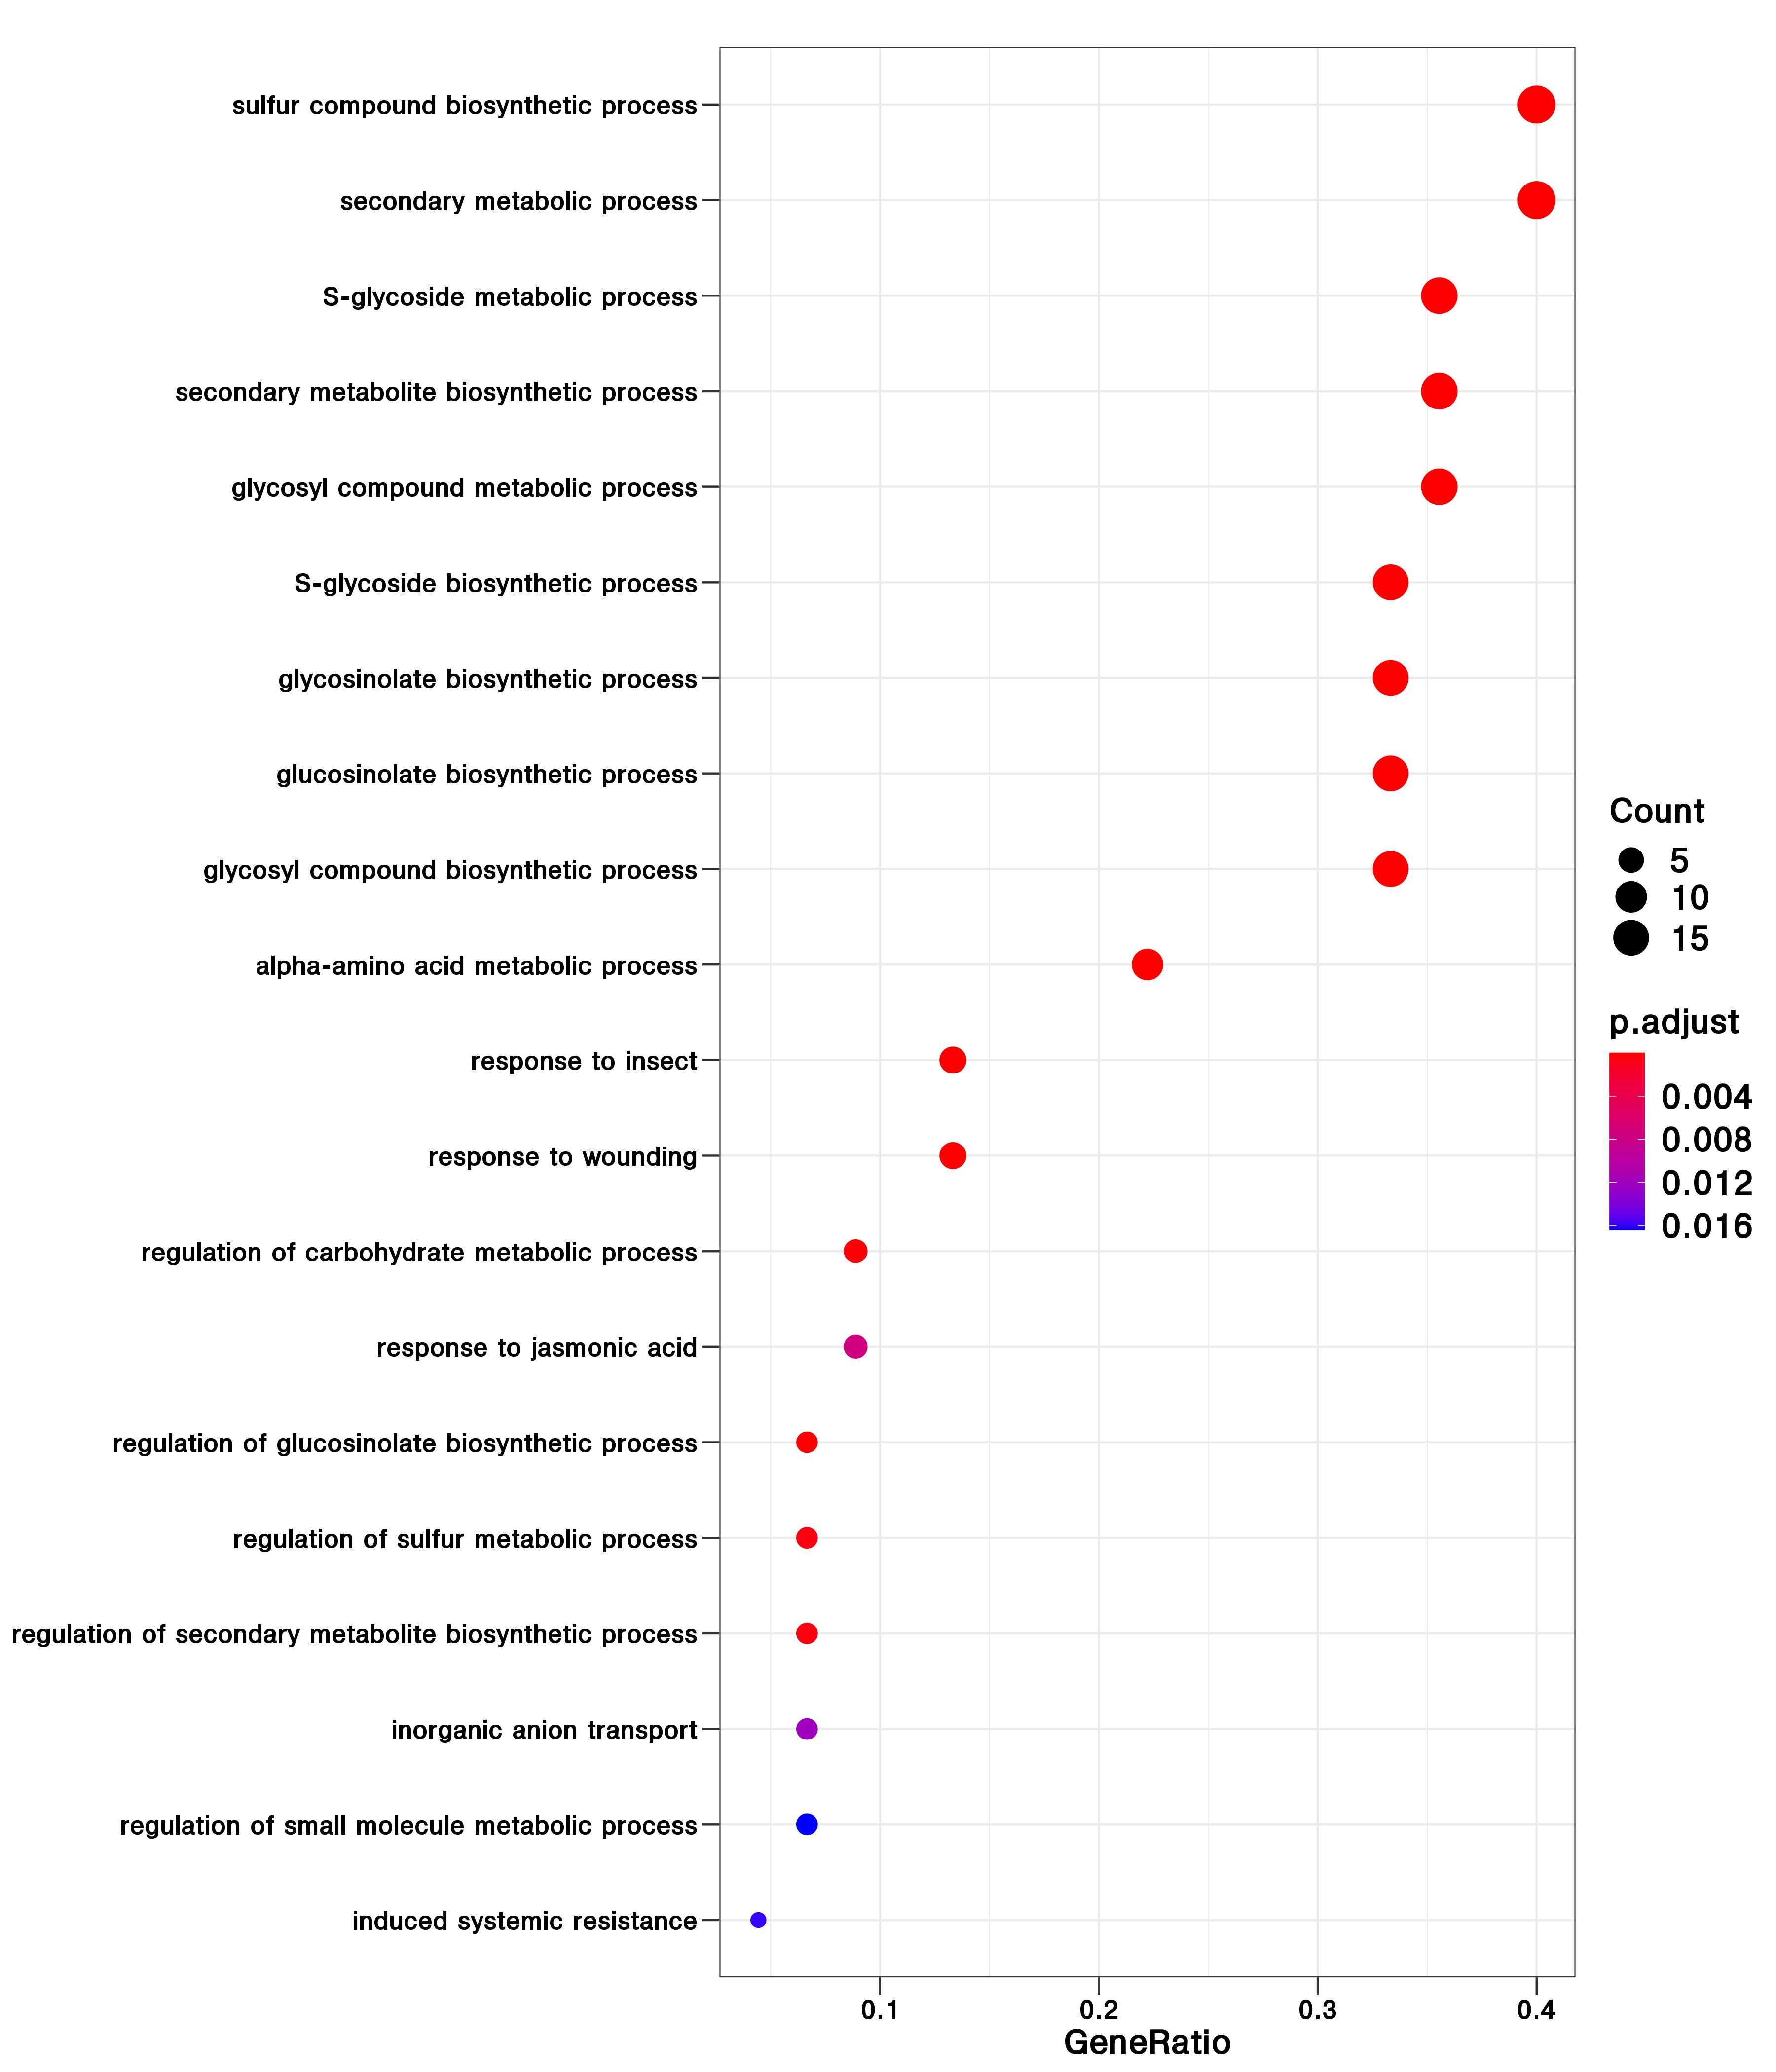 sulfur compound biosynthetic process
secondary metabolic process
S-glycoside metabolic process
secondary metabolite biosynthetic process
glycosyl compound metabolic process
S-glycoside biosynthetic process
glycosinolate biosynthetic process
glucosinolate biosynthetic process
glycosyl compound biosynthetic process
alpha-amino acid metabolic process
response to insect
response to wounding
regulation of carbohydrate metabolic process
response to jasmonic acid
regulation of glucosinolate biosynthetic process
regulation of sulfur metabolic process
regulation of secondary metabolite biosynthetic process
inorganic anion transport
regulation of small molecule metabolic process
induced systemic resistance
0.1 0.2 0.3 0.4
GeneRatio
Count
5
10
15
p.adjust
0.004
0.008
0.012
0.016